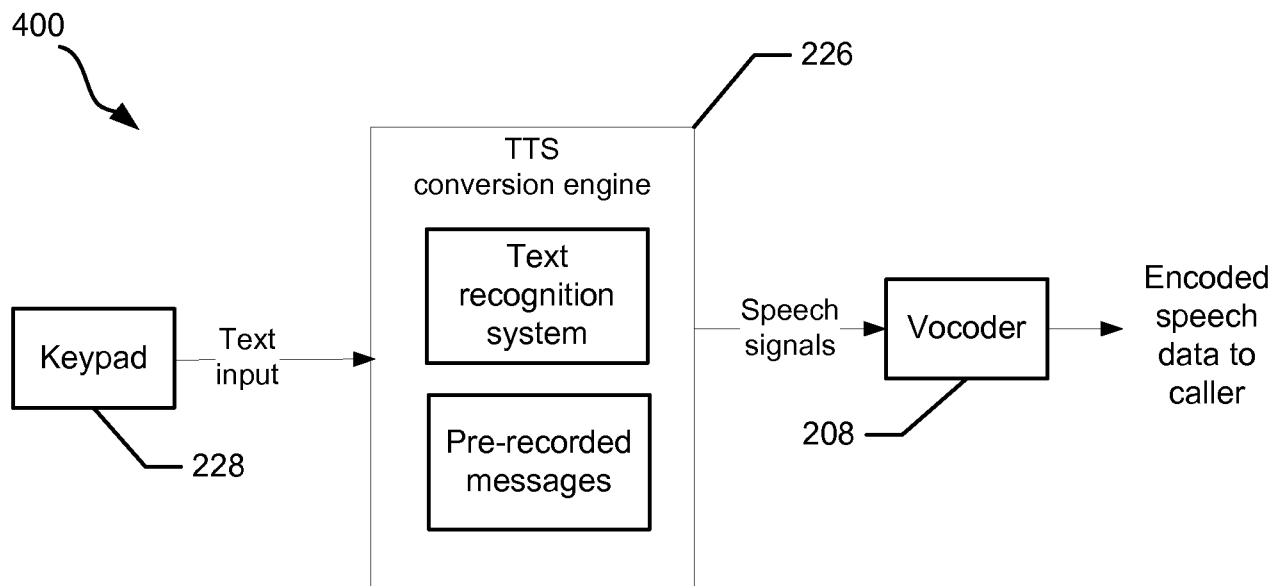 400
226
TTS
conversion engine
Text
recognition
system
Pre-recorded
messages
Keypad
Text
input
228
Speech
signals
Vocoder
208
Encoded
speech
data to
caller